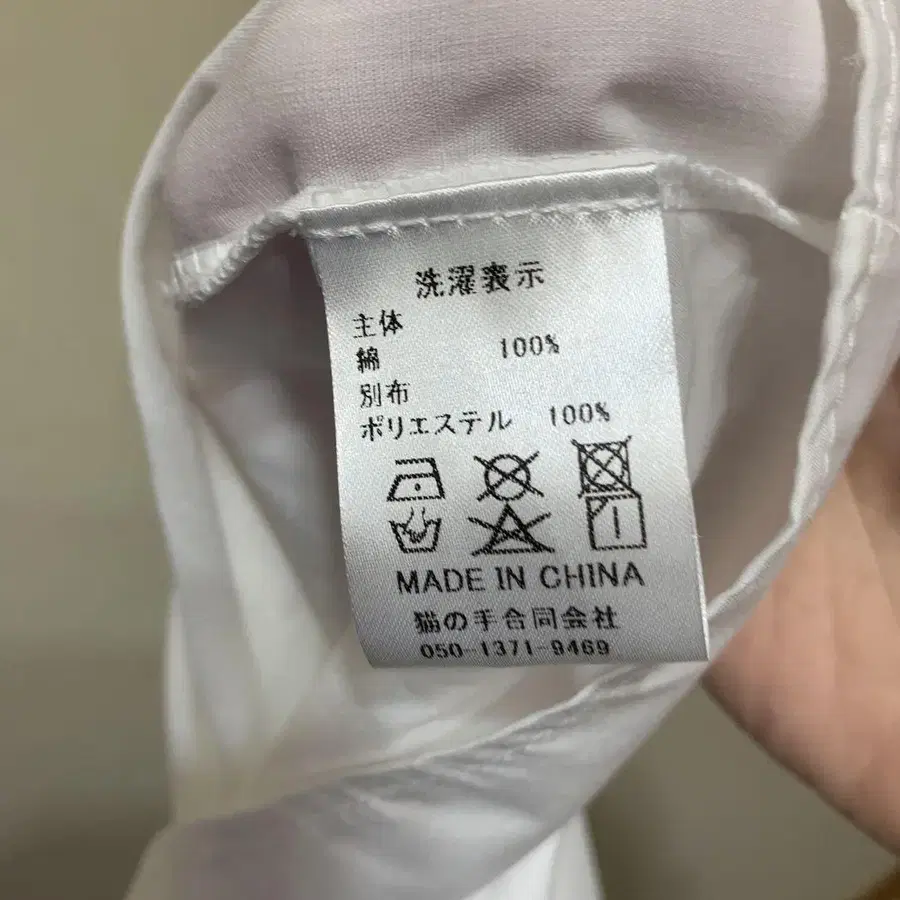 洗濯表示
主体
綿 100%
別布
ポリエステル 100%
MADE IN CHINA
猫の手合同会社
050-1371-9469